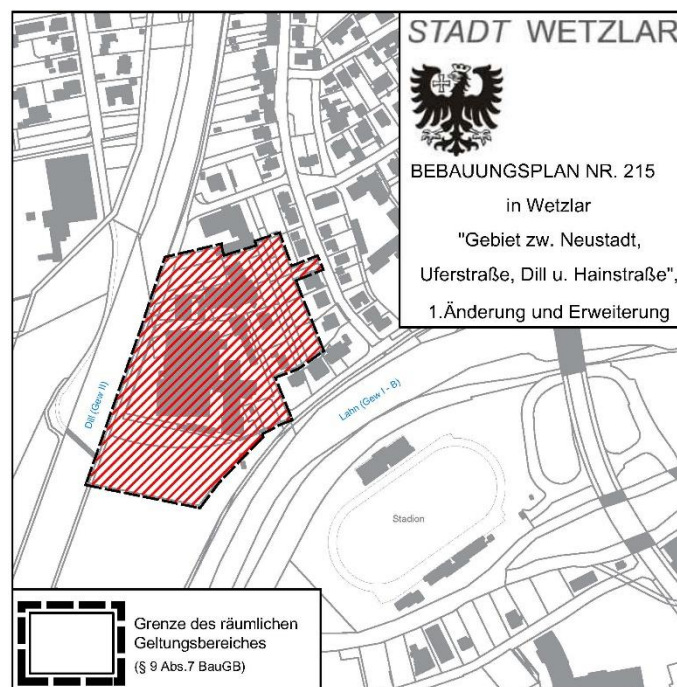 STADT WETZLAR
BEBAUUNGSPLAN NR. 215
in Wetzlar
"Gebiet zw. Neustadt,
Uferstraße, Dill u. Hainstraße",
1.Änderung und Erweiterung
Dill (Gew II)
Lahn (Gew I - B)
Stadion
Grenze des räumlichen
Geltungsbereiches
(§ 9 Abs.7 BauGB)